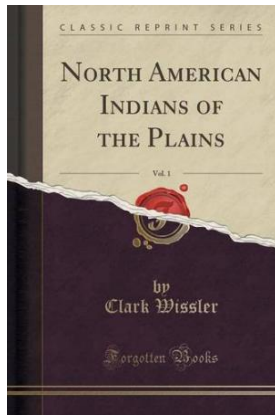 CLASSIC REPRINT SERIES
NORTH AMERICAN
INDIANS OF
THE PLAINS
Vol. 1
by
Clark Wissler
Forgotten Books